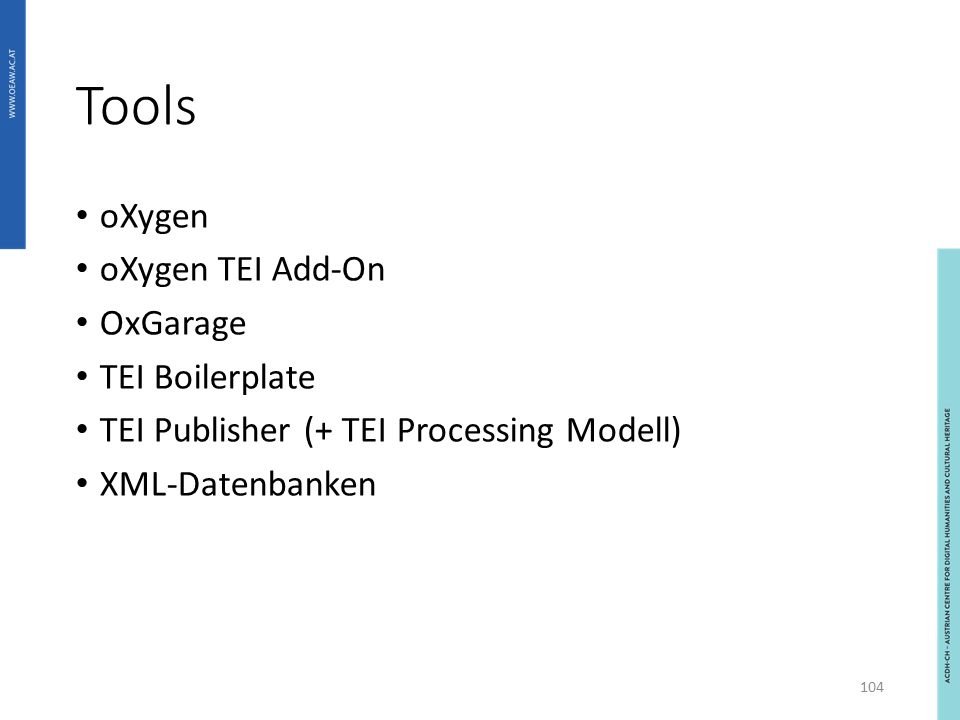 WWW.OEAW.AC.AT
Tools
• oXygen
• oXygen TEI Add-On
• OxGarage
• TEI Boilerplate
• TEI Publisher (+ TEI Processing Modell)
• XML-Datenbanken
ACDH-CH - AUSTRIAN CENTRE FOR DIGITAL HUMANITIES AND CULTURAL HERITAGE
104